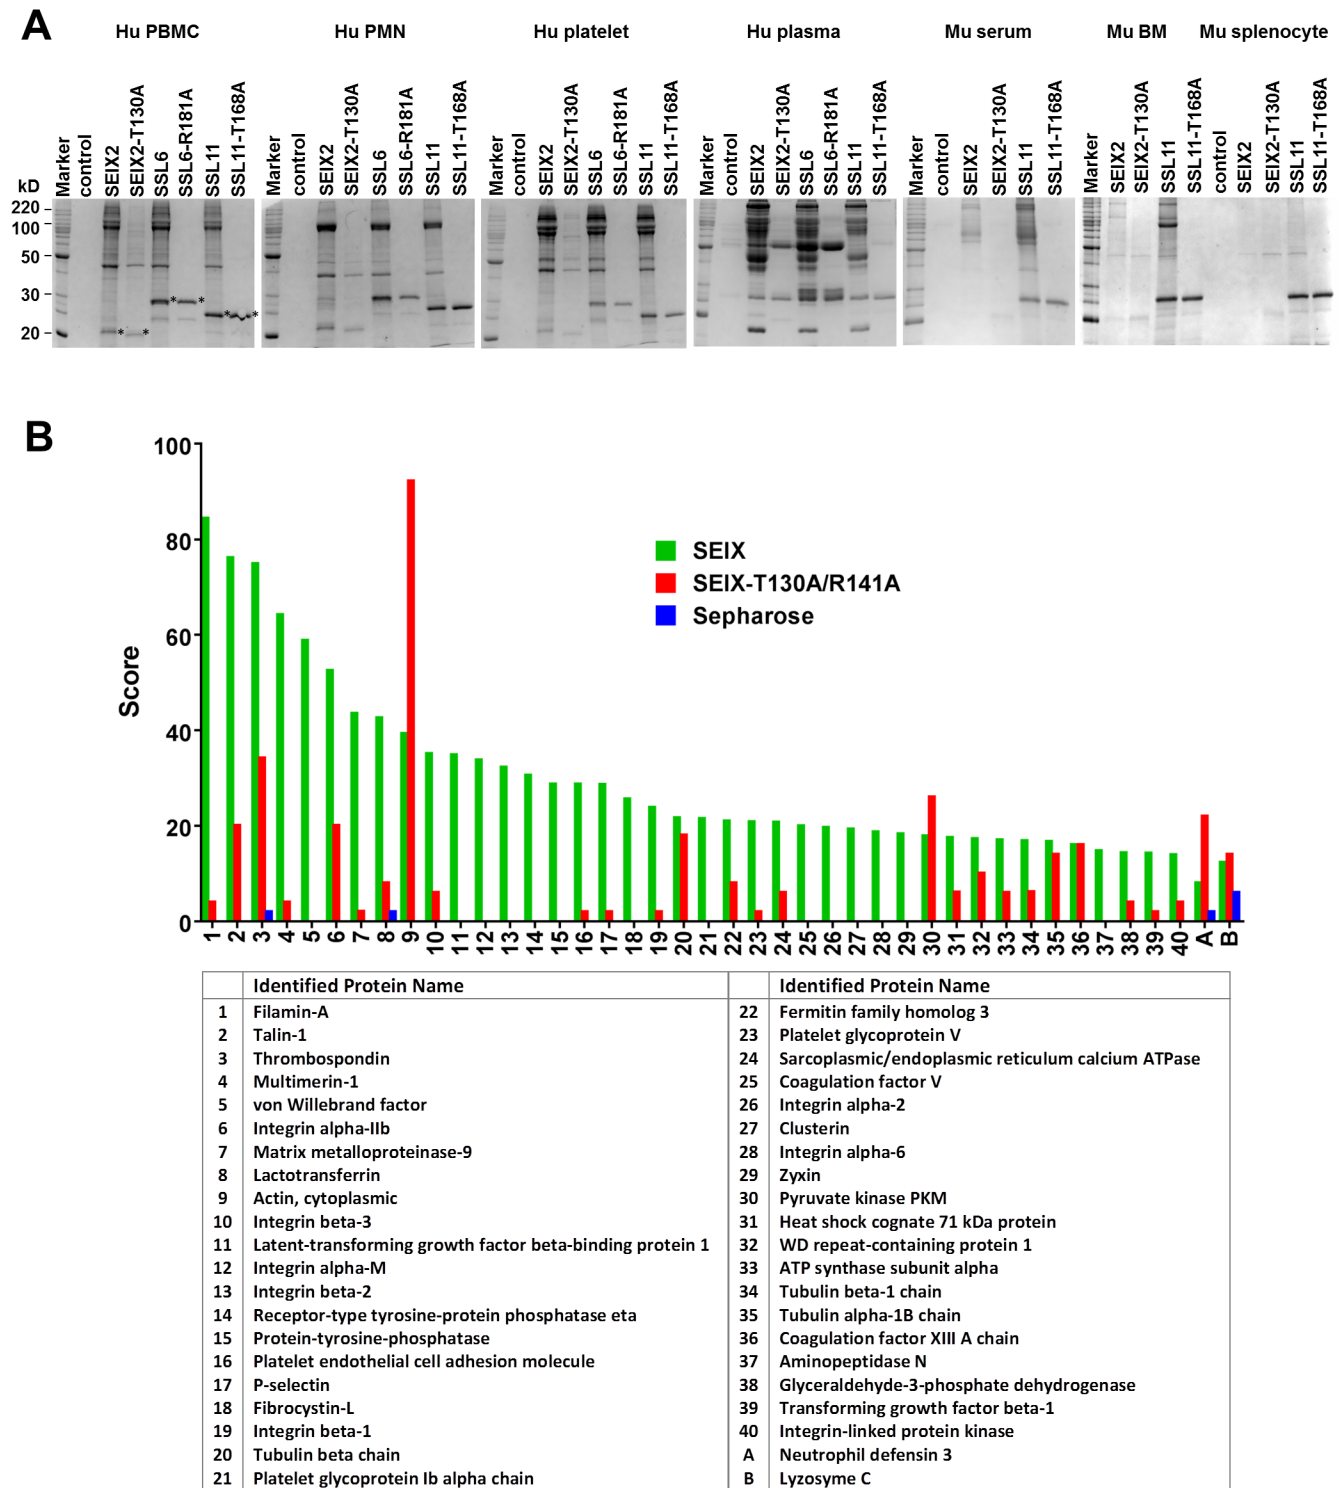 A
Hu PBMC Hu PMN Hu platelet Hu plasma Mu serum Mu BM Mu splenocyte
Marker control SEIX2 SEIX2-T130A SSL6 SSL6-R181A SSL11 SSL11-T168A
Marker control SEIX2 SEIX2-T130A SSL6 SSL6-R181A SSL11 SSL11-T168A
Marker control SEIX2 SEIX2-T130A SSL6 SSL6-R181A SSL11 SSL11-T168A
Marker control SEIX2 SEIX2-T130A SSL6 SSL6-R181A SSL11 SSL11-T168A
Marker control SEIX2 SEIX2-T130A SSL11 SSL11-T168A
Marker SEIX2 SEIX2-T130A SSL11 SSL11-T168A
control SEIX2 SEIX2-T130A SSL11 SSL11-T168A
kD
220
100
50
30
* * * *
20 * *
B
100
80
60
40
20
0
Score
SEIX
SEIX-T130A/R141A
Sepharose
1 2 3 4 5 6 7 8 9 10 11 12 13 14 15 16 17 18 19 20 21 22 23 24 25 26 27 28 29 30 31 32 33 34 35 36 37 38 39 40 A B
Identified Protein Name Identified Protein Name
1 Filamin-A 22 Fermitin family homolog 3
2 Talin-1 23 Platelet glycoprotein V
3 Thrombospondin 24 Sarcoplasmic/endoplasmic reticulum calcium ATPase
4 Multimerin-1 25 Coagulation factor V
5 von Willebrand factor 26 Integrin alpha-2
6 Integrin alpha-IIb 27 Clusterin
7 Matrix metalloproteinase-9 28 Integrin alpha-6
8 Lactotransferrin 29 Zyxin
9 Actin, cytoplasmic 30 Pyruvate kinase PKM
10 Integrin beta-3 31 Heat shock cognate 71 kDa protein
11 Latent-transforming growth factor beta-binding protein 1 32 WD repeat-containing protein 1
12 Integrin alpha-M 33 ATP synthase subunit alpha
13 Integrin beta-2 34 Tubulin beta-1 chain
14 Receptor-type tyrosine-protein phosphatase eta 35 Tubulin alpha-1B chain
15 Protein-tyrosine-phosphatase 36 Coagulation factor XIII A chain
16 Platelet endothelial cell adhesion molecule 37 Aminopeptidase N
17 P-selectin 38 Glyceraldehyde-3-phosphate dehydrogenase
18 Fibrocystin-L 39 Transforming growth factor beta-1
19 Integrin beta-1 40 Integrin-linked protein kinase
20 Tubulin beta chain A Neutrophil defensin 3
21 Platelet glycoprotein Ib alpha chain B Lyzosyme C